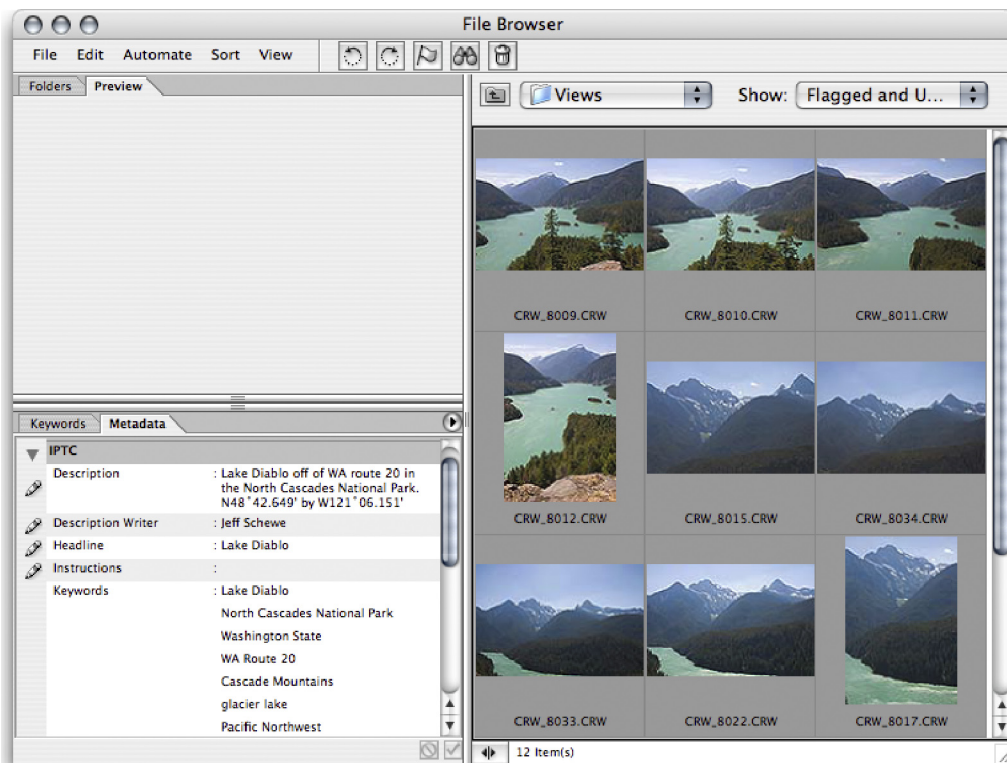 File Browser
File Edit Automate Sort View
Folders Preview
Views Show: Flagged and U...
CRW_8009.CRW CRW_8010.CRW CRW_8011.CRW
CRW_8012.CRW CRW_8015.CRW CRW_8034.CRW
CRW_8033.CRW CRW_8022.CRW CRW_8017.CRW
Keywords Metadata
IPTC
Description : Lake Diablo off of WA route 20 in
the North Cascades National Park.
N48°42.649' by W121°06.151'
Description Writer : Jeff Schewe
Headline : Lake Diablo
Instructions :
Keywords : Lake Diablo
North Cascades National Park
Washington State
WA Route 20
Cascade Mountains
glacier lake
Pacific Northwest
12 Item(s)